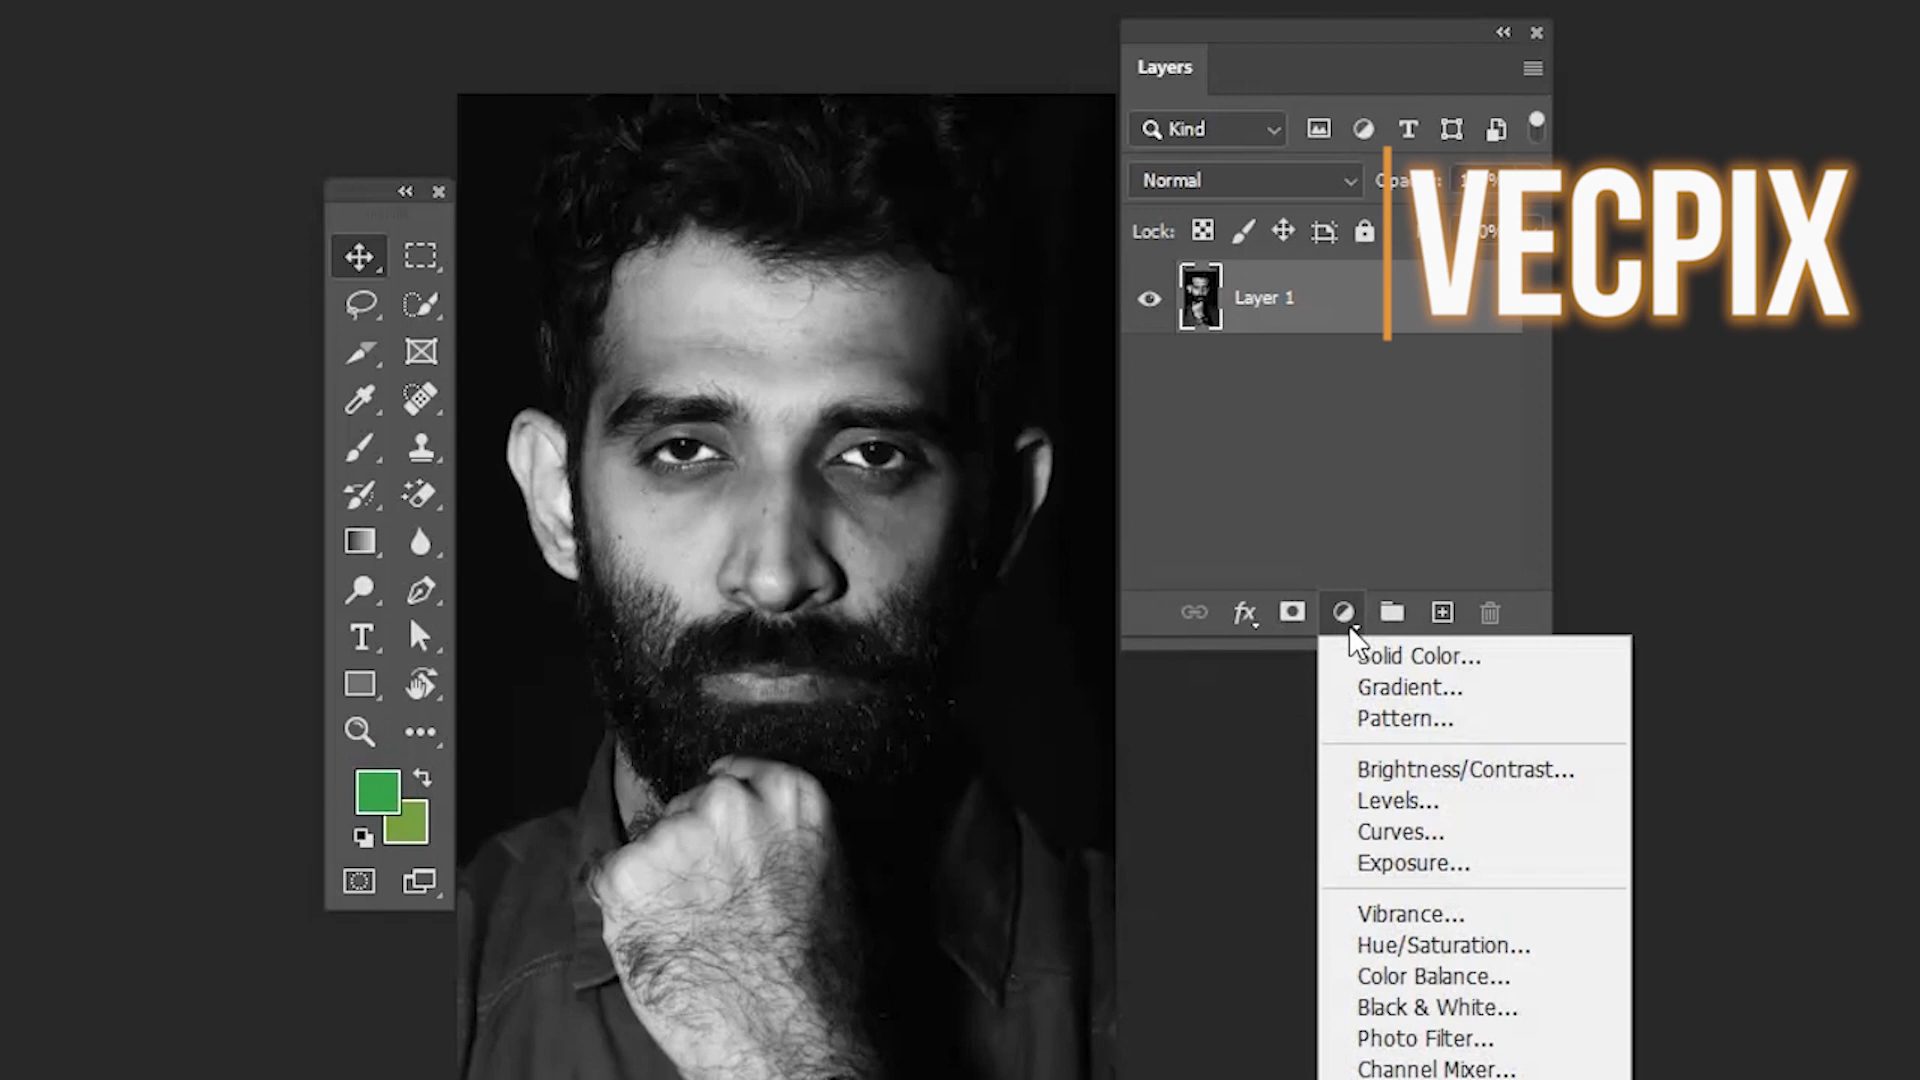 Layers
Kind
Normal
Lock:
VECPIX
Layer 1
fx
Solid Color...
Gradient...
Pattern...
Brightness/Contrast...
Levels...
Curves...
Exposure...
Vibrance...
Hue/Saturation...
Color Balance...
Black & White...
Photo Filter...
Channel Mixer...